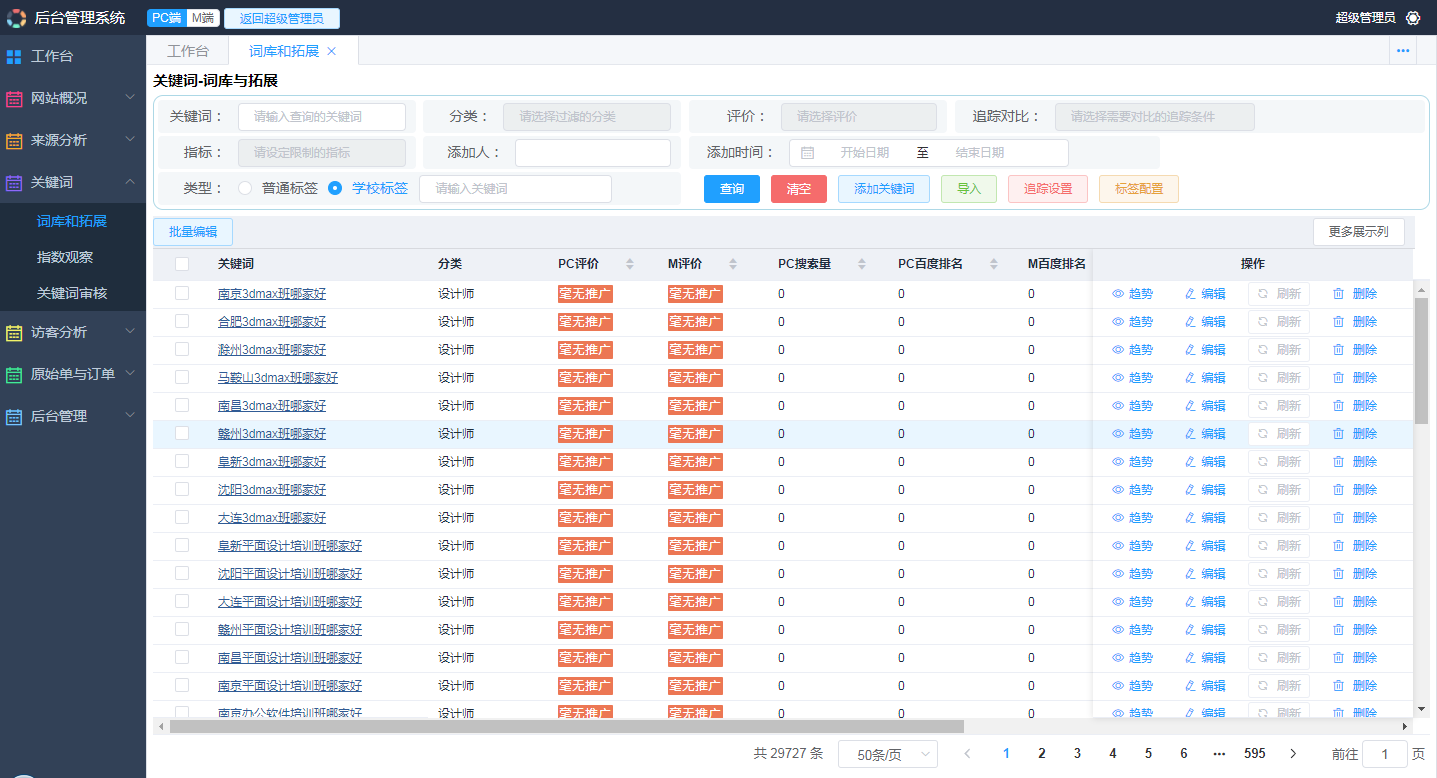 后台管理系统 PC端 M端 返回超级管理员 超级管理员
工作台
网站概况
来源分析
关键词
词库和拓展
指数观察
关键词审核
访客分析
原始单与订单
后台管理
工作台 词库和拓展 × •••
关键词-词库与拓展
关键词： 请输入查询的关键词 分类： 请选择过滤的分类 评价： 请选择评价 追踪对比： 请选择需要对比的追踪条件
指标： 请设定限制的指标 添加人： 添加时间： 开始日期 至 结束日期
类型： 普通标签 学校标签 请输入关键词 查询 清空 添加关键词 导入 追踪设置 标签配置
批量编辑 更多展示列
关键词 分类 PC评价 M评价 PC搜索量 PC百度排名 M百度排名 操作
南京3dmax班哪家好 设计师 毫无推广 毫无推广 0 0 0 趋势 编辑 刷新 删除
合肥3dmax班哪家好 设计师 毫无推广 毫无推广 0 0 0 趋势 编辑 刷新 删除
滁州3dmax班哪家好 设计师 毫无推广 毫无推广 0 0 0 趋势 编辑 刷新 删除
马鞍山3dmax班哪家好 设计师 毫无推广 毫无推广 0 0 0 趋势 编辑 刷新 删除
南昌3dmax班哪家好 设计师 毫无推广 毫无推广 0 0 0 趋势 编辑 刷新 删除
赣州3dmax班哪家好 设计师 毫无推广 毫无推广 0 0 0 趋势 编辑 刷新 删除
阜新3dmax班哪家好 设计师 毫无推广 毫无推广 0 0 0 趋势 编辑 刷新 删除
沈阳3dmax班哪家好 设计师 毫无推广 毫无推广 0 0 0 趋势 编辑 刷新 删除
大连3dmax班哪家好 设计师 毫无推广 毫无推广 0 0 0 趋势 编辑 刷新 删除
阜新平面设计培训班哪家好 设计师 毫无推广 毫无推广 0 0 0 趋势 编辑 刷新 删除
沈阳平面设计培训班哪家好 设计师 毫无推广 毫无推广 0 0 0 趋势 编辑 刷新 删除
大连平面设计培训班哪家好 设计师 毫无推广 毫无推广 0 0 0 趋势 编辑 刷新 删除
赣州平面设计培训班哪家好 设计师 毫无推广 毫无推广 0 0 0 趋势 编辑 刷新 删除
南昌平面设计培训班哪家好 设计师 毫无推广 毫无推广 0 0 0 趋势 编辑 刷新 删除
南京平面设计培训班哪家好 设计师 毫无推广 毫无推广 0 0 0 趋势 编辑 刷新 删除
南京办公软件培训班哪家好 设计师 毫无推广 毫无推广 0 0 0 趋势 编辑 刷新 删除
共 29727 条 50条/页 1 2 3 4 5 6 ••• 595 前往 1 页